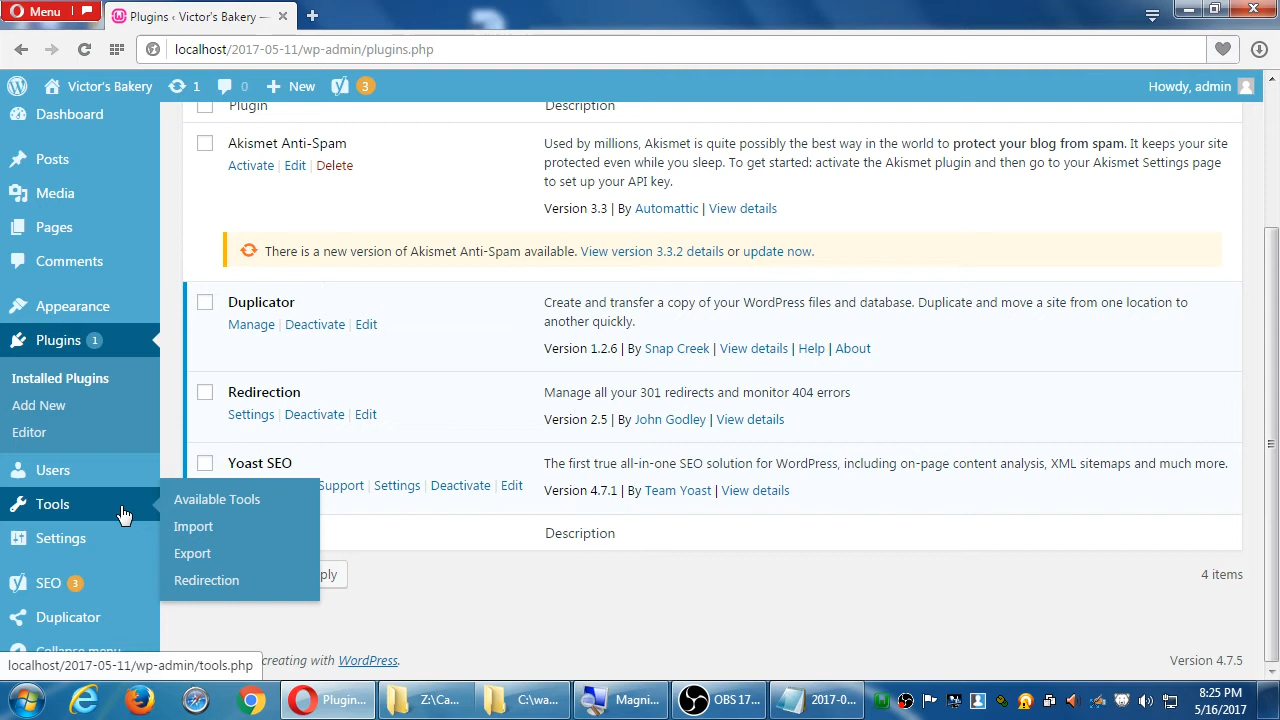 Menu
Plugins ‹ Victor's Bakery —
localhost/2017-05-11/wp-admin/plugins.php
Victor's Bakery 1 0 New 3
Howdy, admin
Dashboard
Posts
Media
Pages
Comments
Appearance
Plugins 1
Installed Plugins
Add New
Editor
Users
Tools
Settings
SEO 3
Duplicator
Collapse menu
Available Tools
Import
Export
Redirection
localhost/2017-05-11/wp-admin/tools.php
Plugin Description
Akismet Anti-Spam
Activate | Edit | Delete
Used by millions, Akismet is quite possibly the best way in the world to protect your blog from spam. It keeps your site
protected even while you sleep. To get started: activate the Akismet plugin and then go to your Akismet Settings page
to set up your API key.
Version 3.3 | By Automattic | View details
There is a new version of Akismet Anti-Spam available. View version 3.3.2 details or update now.
Duplicator
Manage | Deactivate | Edit
Create and transfer a copy of your WordPress files and database. Duplicate and move a site from one location to
another quickly.
Version 1.2.6 | By Snap Creek | View details | Help | About
Redirection
Settings | Deactivate | Edit
Manage all your 301 redirects and monitor 404 errors
Version 2.5 | By John Godley | View details
Yoast SEO
Support | Settings | Deactivate | Edit
The first true all-in-one SEO solution for WordPress, including on-page content analysis, XML sitemaps and much more.
Version 4.7.1 | By Team Yoast | View details
Description
ply
4 items
creating with WordPress.
Version 4.7.5
Plugin...
Z:\Ca...
C:\wa...
Magni...
OBS 17...
2017-0...
8:25 PM
5/16/2017